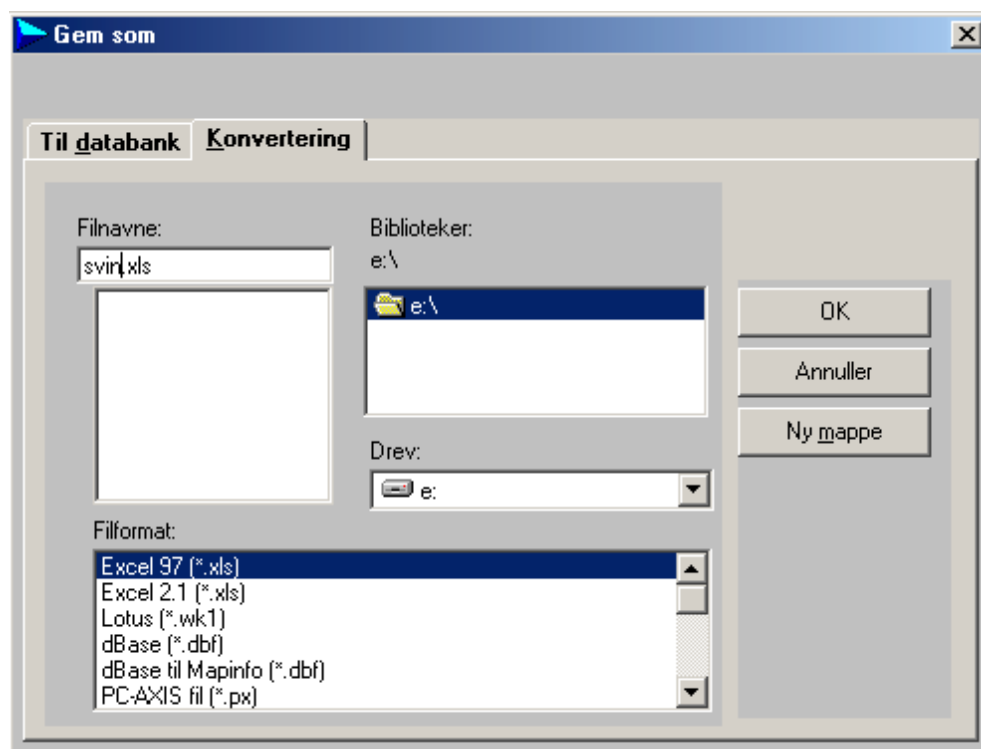 Gem som
Til databank
Konvertering
Filnavne:
svin.xls
Biblioteker:
e:\
e:\
Drev:
e:
Filformat:
Excel 97 (*.xls)
Excel 2.1 (*.xls)
Lotus (*.wk1)
dBase (*.dbf)
dBase til Mapinfo (*.dbf)
PC-AXIS fil (*.px)
OK
Annuller
Ny mappe